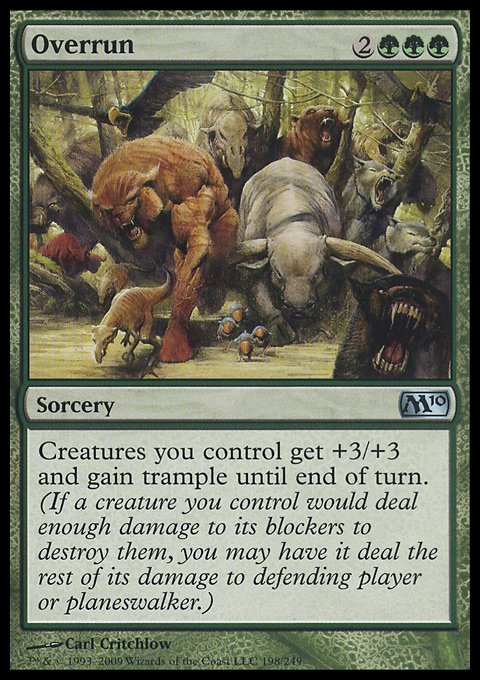 Overrun 2
Sorcery M10
Creatures you control get +3/+3
and gain trample until end of turn.
(If a creature you control would deal
enough damage to its blockers to
destroy them, you may have it deal the
rest of its damage to defending player
or planeswalker.)
Carl Critchlow
1993-2009 Wizards of the Coast LLC 198/249